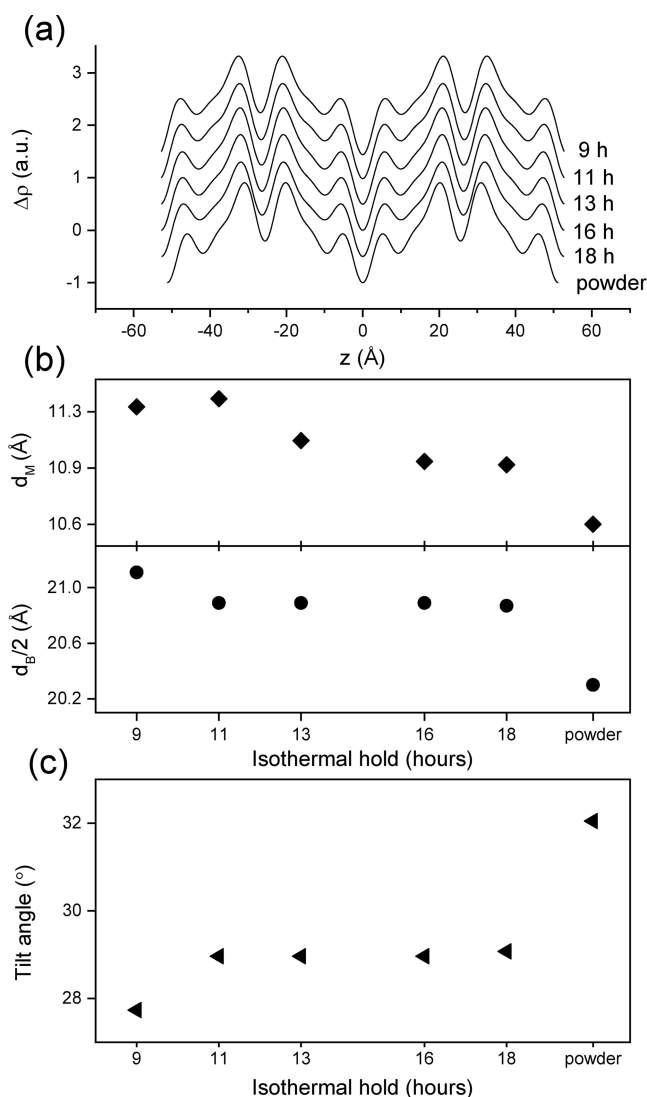 (a)
Δρ (a.u.)
3
2
1
0
-1
9 h
11 h
13 h
16 h
18 h
powder
-60 -40 -20 0 20 40 60
z (Å)
(b)
d_M (Å)
11.3
10.9
10.6
d_B/2 (Å)
21.0
20.6
20.2
9 11 13 16 18 powder
Isothermal hold (hours)
(c)
Tilt angle (°)
32
30
28
9 11 13 16 18 powder
Isothermal hold (hours)